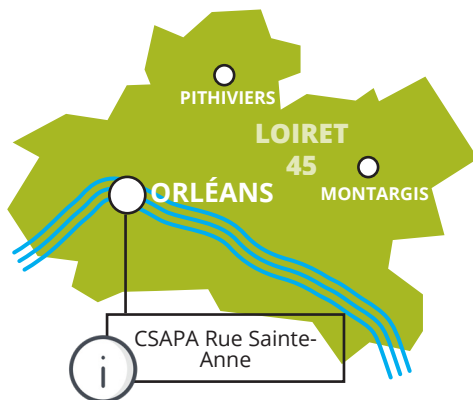 PITHIVIERS
LOIRET
45
ORLÉANS
MONTARGIS
CSAPA Rue Sainte-
Anne
i